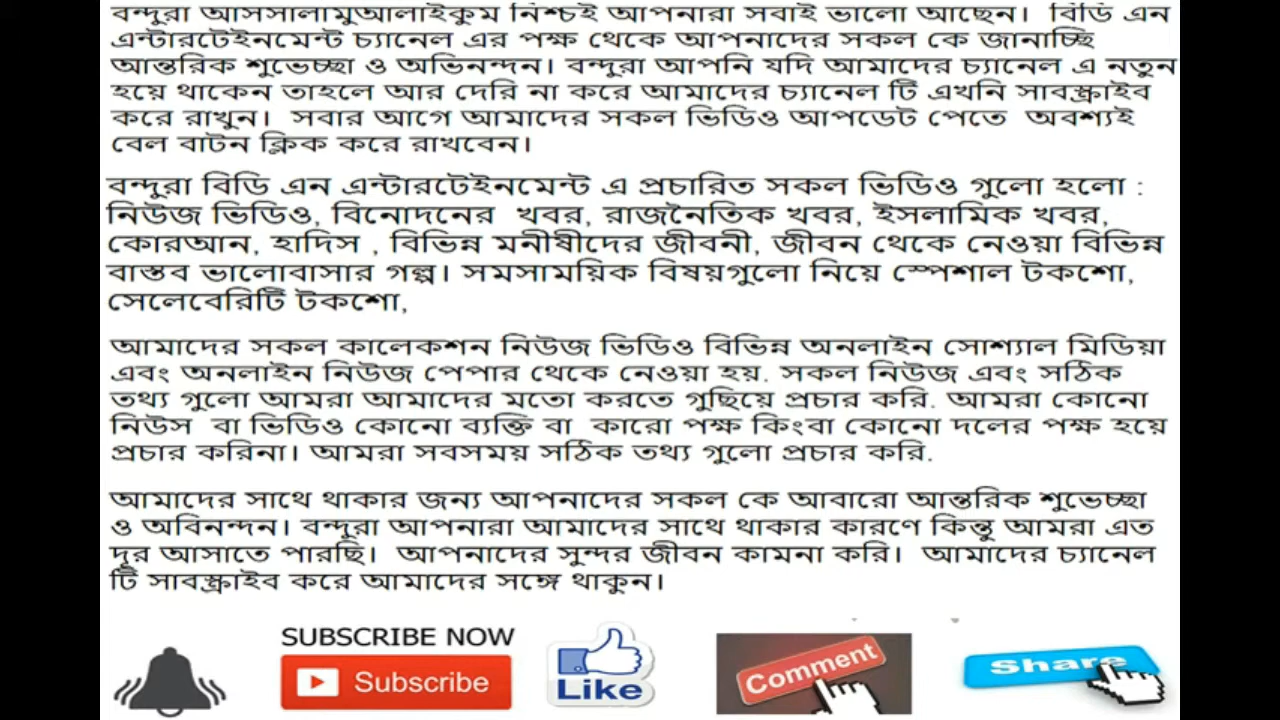 বন্দুরা আসসালামুআলাইকুম নিশ্চই আপনারা সবাই ভালো আছেন। বিডি এন
এন্টারটেইনমেন্ট চ্যানেল এর পক্ষ থেকে আপনাদের সকল কে জানাচ্ছি
আন্তরিক শুভেচ্ছা ও অভিনন্দন। বন্দুরা আপনি যদি আমাদের চ্যানেল এ নতুন
হয়ে থাকেন তাহলে আর দেরি না করে আমাদের চ্যানেল টি এখনি সাবস্ক্রাইব
করে রাখুন। সবার আগে আমাদের সকল ভিডিও আপডেট পেতে অবশ্যই
বেল বাটন ক্লিক করে রাখবেন।
বন্দুরা বিডি এন এন্টারটেইনমেন্ট এ প্রচারিত সকল ভিডিও গুলো হলো :
নিউজ ভিডিও, বিনোদনের খবর, রাজনৈতিক খবর, ইসলামিক খবর,
কোরআন, হাদিস , বিভিন্ন মনীষীদের জীবনী, জীবন থেকে নেওয়া বিভিন্ন
বাস্তব ভালোবাসার গল্প। সমসাময়িক বিষয়গুলো নিয়ে স্পেশাল টকশো,
সেলেবেরিটি টকশো,
আমাদের সকল কালেকশন নিউজ ভিডিও বিভিন্ন অনলাইন সোশ্যাল মিডিয়া
এবং অনলাইন নিউজ পেপার থেকে নেওয়া হয়. সকল নিউজ এবং সঠিক
তথ্য গুলো আমরা আমাদের মতো করতে গুছিয়ে প্রচার করি. আমরা কোনো
নিউস বা ভিডিও কোনো ব্যক্তি বা কারো পক্ষ কিংবা কোনো দলের পক্ষ হয়ে
প্রচার করিনা। আমরা সবসময় সঠিক তথ্য গুলো প্রচার করি.
আমাদের সাথে থাকার জন্য আপনাদের সকল কে আবারো আন্তরিক শুভেচ্ছা
ও অবিনন্দন। বন্দুরা আপনারা আমাদের সাথে থাকার কারণে কিন্তু আমরা এত
দূর আসাতে পারছি। আপনাদের সুন্দর জীবন কামনা করি। আমাদের চ্যানেল
টি সাবস্ক্রাইব করে আমাদের সঙ্গে থাকুন।
SUBSCRIBE NOW
Subscribe
Like
Comment
Share